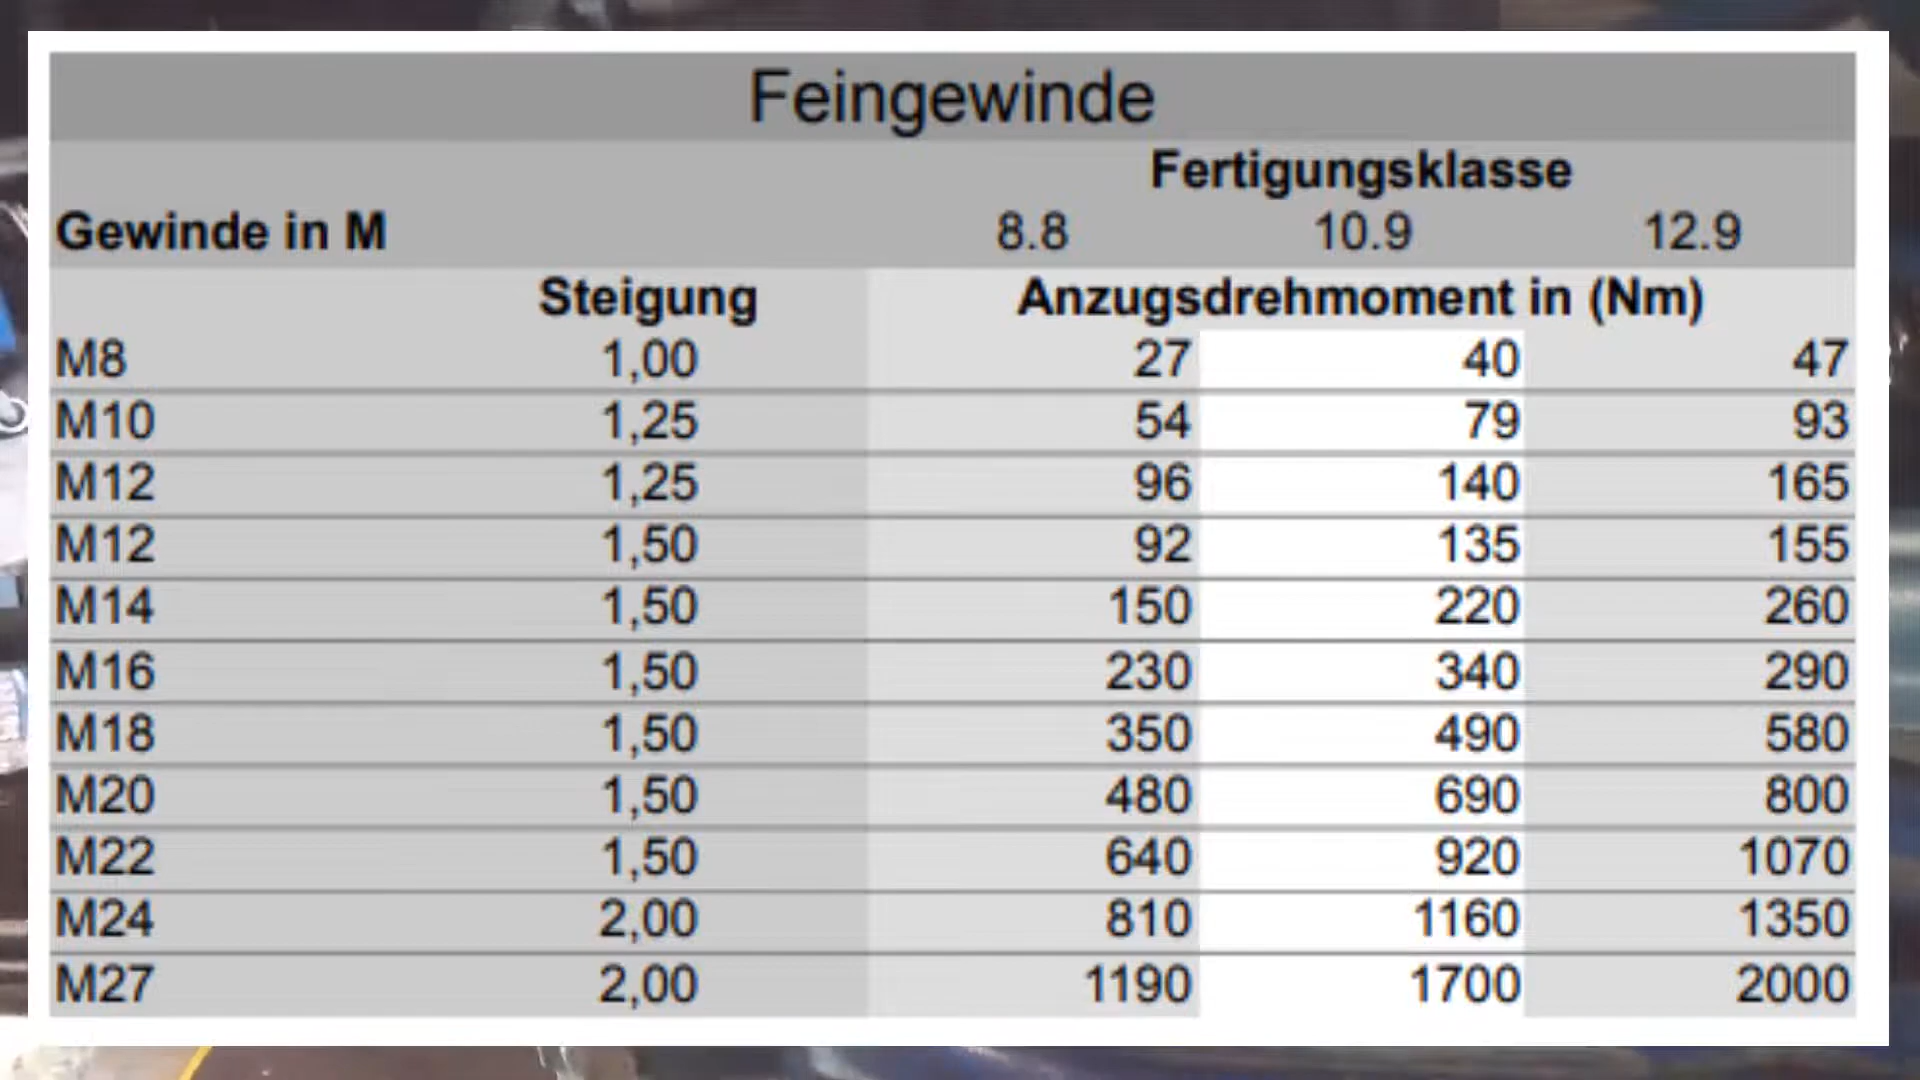 Feingewinde
Fertigungsklasse
Gewinde in M 8.8 10.9 12.9
Steigung Anzugsdrehmoment in (Nm)
M8 1,00 27 40 47
M10 1,25 54 79 93
M12 1,25 96 140 165
M12 1,50 92 135 155
M14 1,50 150 220 260
M16 1,50 230 340 290
M18 1,50 350 490 580
M20 1,50 480 690 800
M22 1,50 640 920 1070
M24 2,00 810 1160 1350
M27 2,00 1190 1700 2000